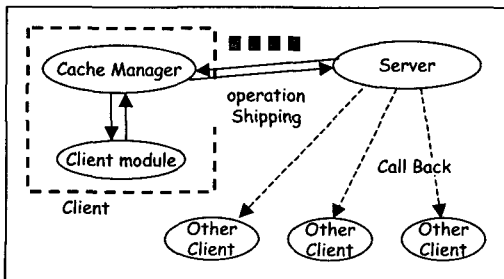 Cache Manager
Server
operation
Shipping
Client module
Call Back
Client
Other
Client
Other
Client
Other
Client